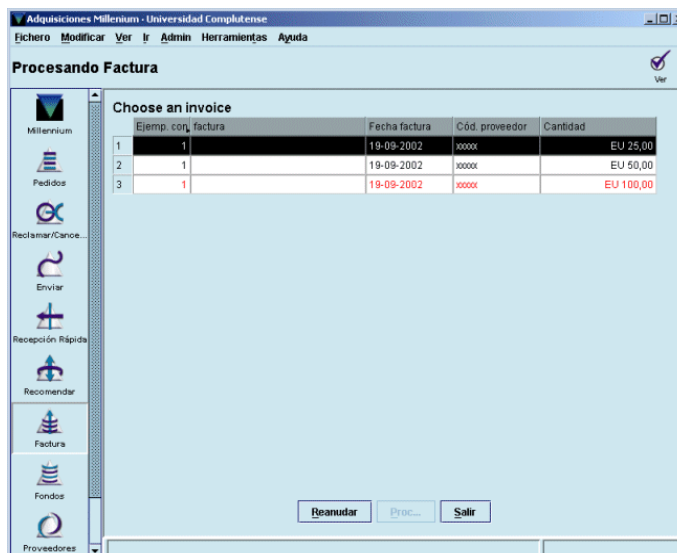 Adquisiciones Millenium · Universidad Complutense
Fichero Modificar Ver Ir Admin Herramientas Ayuda
Procesando Factura
Ver
Millennium
Pedidos
Reclamar/Cance...
Enviar
Recepción Rápida
Recomendar
Factura
Fondos
Proveedores
Choose an invoice
Ejemp. con factura Fecha factura Cód. proveedor Cantidad
1 1 19-09-2002 xxxxx EU 25,00
2 1 19-09-2002 xxxxx EU 50,00
3 1 19-09-2002 xxxxx EU 100,00
Reanudar Proc... Salir